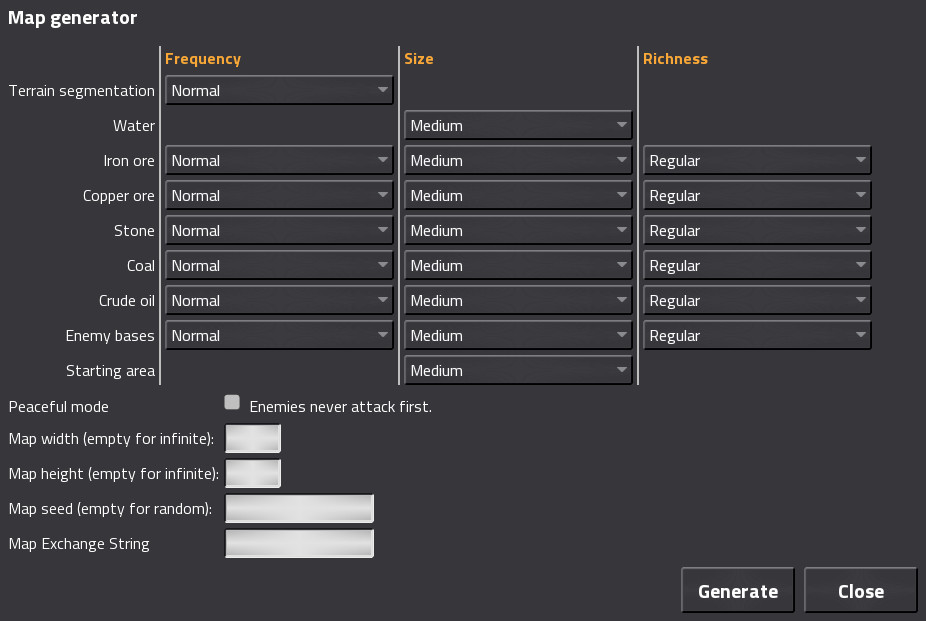 Map generator
Frequency Size Richness
Terrain segmentation Normal
Water Medium
Iron ore Normal Medium Regular
Copper ore Normal Medium Regular
Stone Normal Medium Regular
Coal Normal Medium Regular
Crude oil Normal Medium Regular
Enemy bases Normal Medium Regular
Starting area Medium
Peaceful mode Enemies never attack first.
Map width (empty for infinite):
Map height (empty for infinite):
Map seed (empty for random):
Map Exchange String
Generate Close